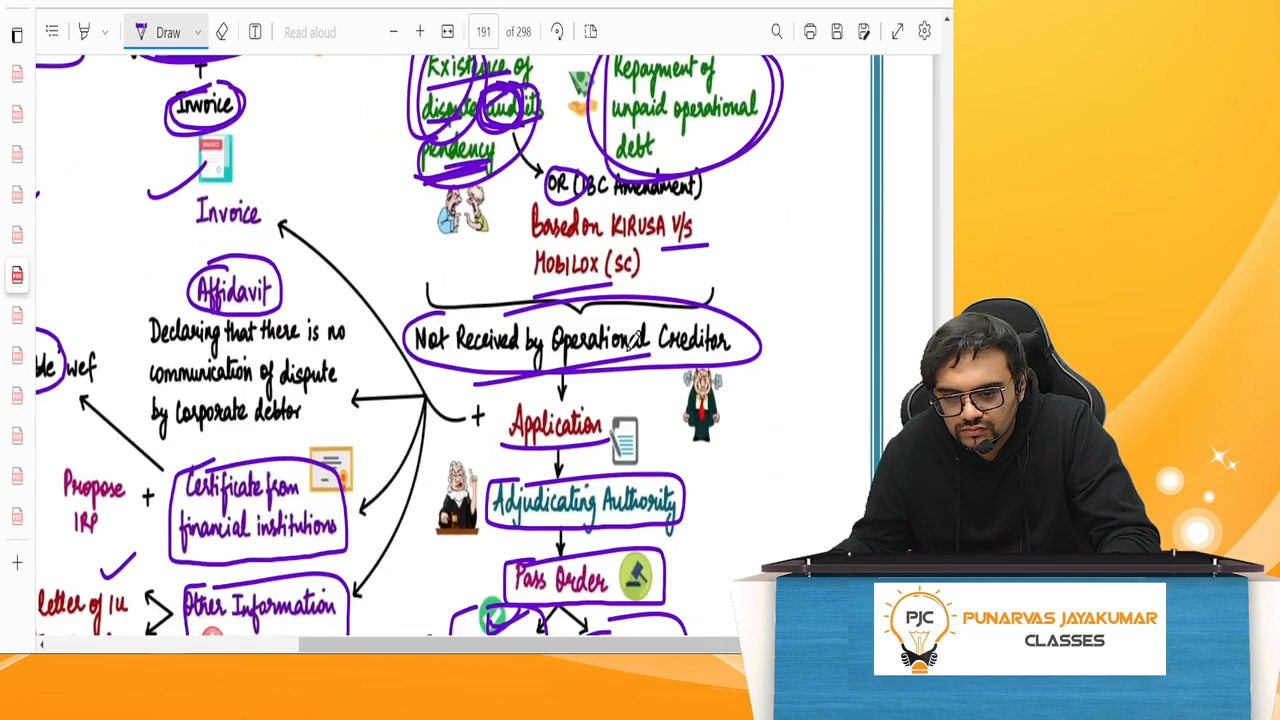 Draw
Read aloud
191
of 298
Invoice
Invoice
Existence of
dispute and its
pendency
Repayment of
unpaid operational
debt
OR (IBC Amendment)
Based on KIRUSA V/S
MOBILOX (SC)
Not Received by Operational Creditor
Affidavit
Declaring that there is no
communication of dispute
by Corporate debtor
wef
+
Application
Adjudicating Authority
Pass Order
Propose
IRP
+
Certificate from
financial institutions
letter of IU
Other Information
PJC
PUNARVAS JAYAKUMAR
CLASSES